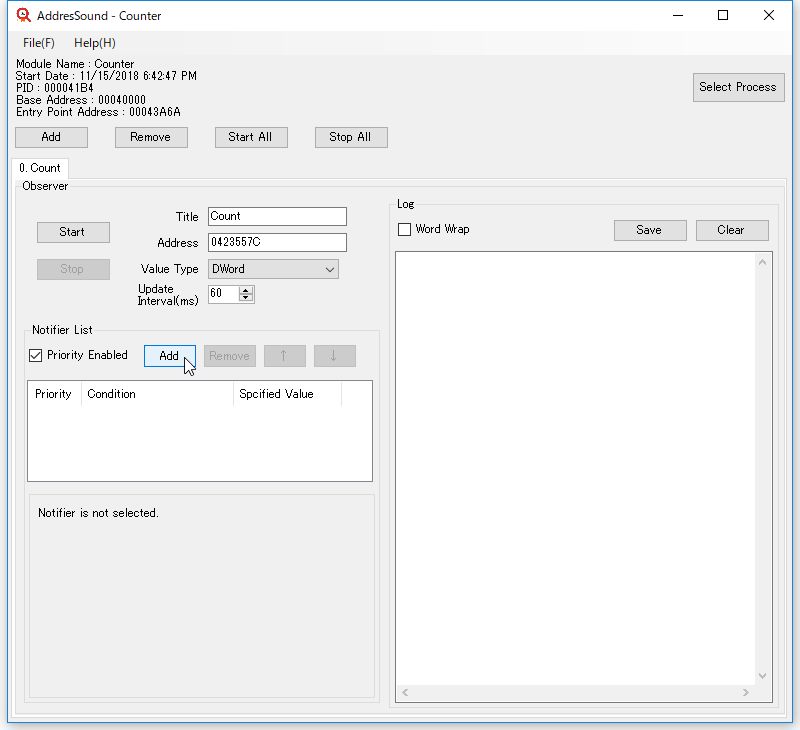 AddresSound - Counter
File(F) Help(H)
Module Name : Counter
Start Date : 11/15/2018 6:42:47 PM
PID : 000041B4
Base Address : 00040000
Entry Point Address : 00043A6A
Select Process
Add Remove Start All Stop All
0. Count
Observer
Start
Stop
Title Count
Address 0423557C
Value Type DWord
Update
Interval(ms) 60
Notifier List
Priority Enabled Add Remove ↑ ↓
Priority Condition Spcified Value
Notifier is not selected.
Log
Word Wrap Save Clear